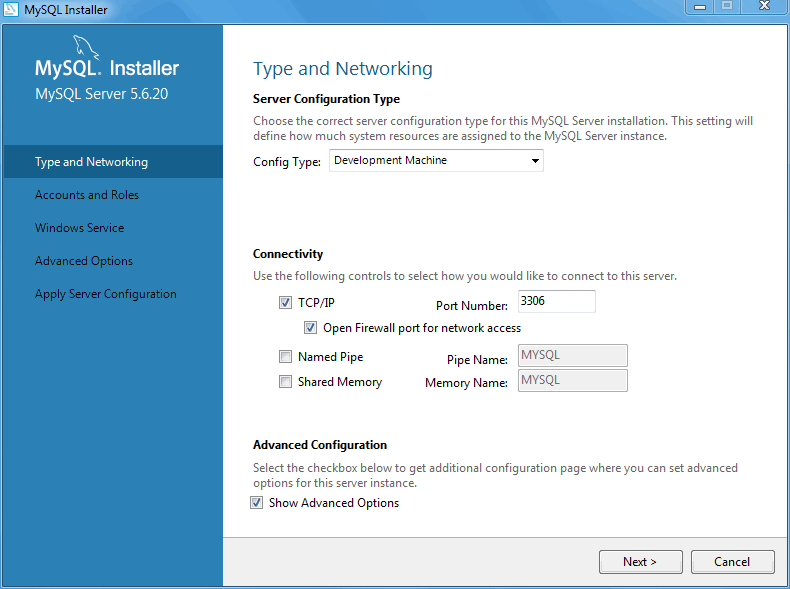 MySQL Installer
MySQL. Installer
MySQL Server 5.6.20
Type and Networking
Accounts and Roles
Windows Service
Advanced Options
Apply Server Configuration
Type and Networking
Server Configuration Type
Choose the correct server configuration type for this MySQL Server installation. This setting will
define how much system resources are assigned to the MySQL Server instance.
Config Type: Development Machine
Connectivity
Use the following controls to select how you would like to connect to this server.
TCP/IP Port Number: 3306
Open Firewall port for network access
Named Pipe Pipe Name: MYSQL
Shared Memory Memory Name: MYSQL
Advanced Configuration
Select the checkbox below to get additional configuration page where you can set advanced
options for this server instance.
Show Advanced Options
Next > Cancel